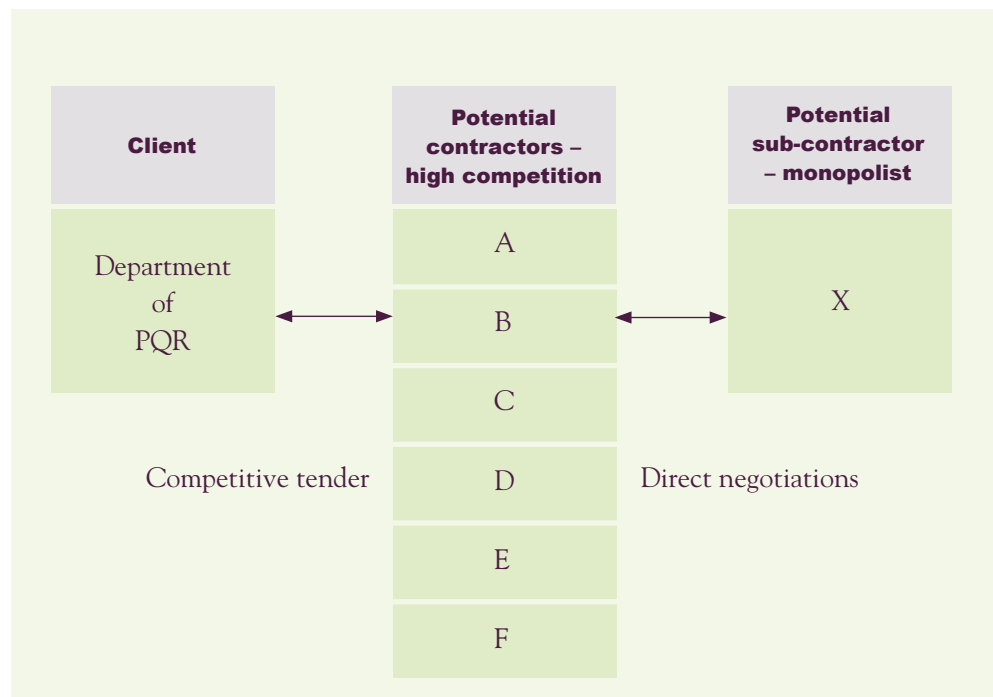 Client
Potential
contractors –
high competition
Potential
sub-contractor
– monopolist
Department
of
PQR
A
B
C
D
E
F
X
Competitive tender
Direct negotiations